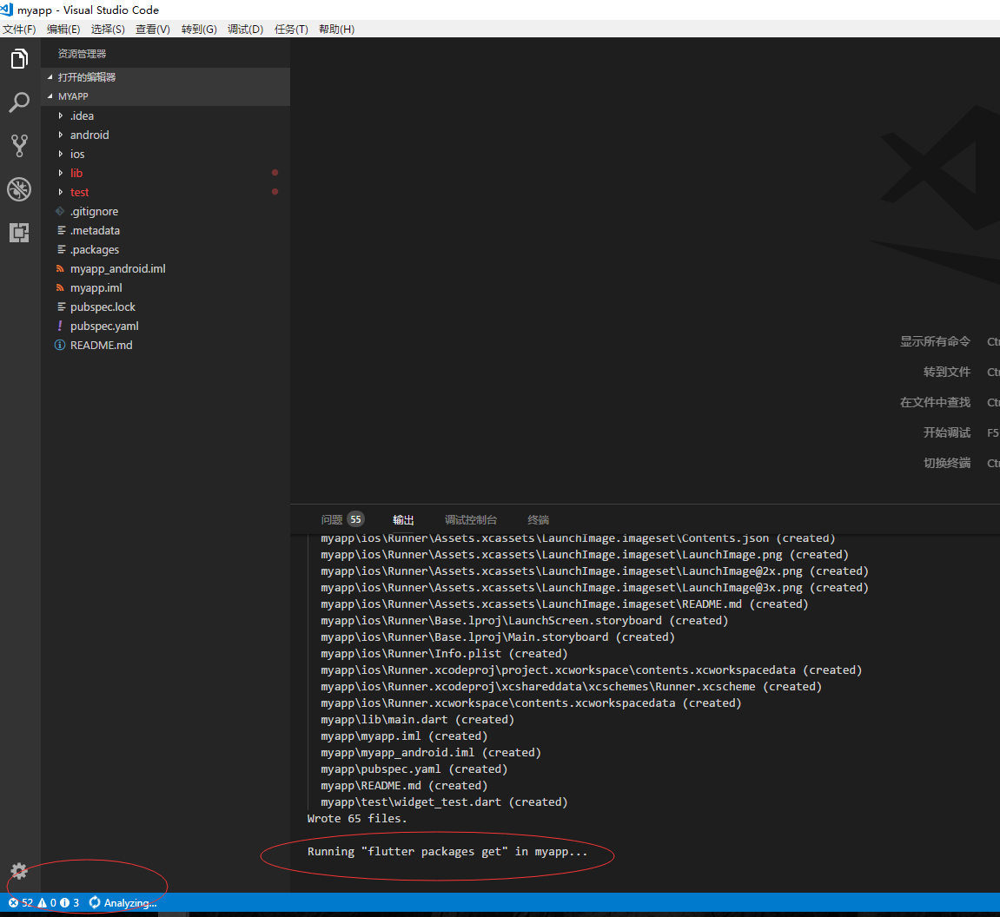 myapp - Visual Studio Code
文件(F) 编辑(E) 选择(S) 查看(V) 转到(G) 调试(D) 任务(T) 帮助(H)
资源管理器
打开的编辑器
MYAPP
.idea
android
ios
lib
test
.gitignore
.metadata
.packages
myapp_android.iml
myapp.iml
pubspec.lock
pubspec.yaml
README.md
显示所有命令 Ctr
转到文件 Ctr
在文件中查找 Ctr
开始调试 F5
切换终端 Ctr
问题 55 输出 调试控制台 终端
myapp\ios\Runner\Assets.xcassets\LaunchImage.imageset\Contents.json (created)
myapp\ios\Runner\Assets.xcassets\LaunchImage.imageset\LaunchImage.png (created)
myapp\ios\Runner\Assets.xcassets\LaunchImage.imageset\LaunchImage@2x.png (created)
myapp\ios\Runner\Assets.xcassets\LaunchImage.imageset\LaunchImage@3x.png (created)
myapp\ios\Runner\Assets.xcassets\LaunchImage.imageset\README.md (created)
myapp\ios\Runner\Base.lproj\LaunchScreen.storyboard (created)
myapp\ios\Runner\Base.lproj\Main.storyboard (created)
myapp\ios\Runner\Info.plist (created)
myapp\ios\Runner.xcodeproj\project.xcworkspace\contents.xcworkspacedata (created)
myapp\ios\Runner.xcodeproj\xcshareddata\xcschemes\Runner.xcscheme (created)
myapp\ios\Runner.xcworkspace\contents.xcworkspacedata (created)
myapp\lib\main.dart (created)
myapp\myapp.iml (created)
myapp\myapp_android.iml (created)
myapp\pubspec.yaml (created)
myapp\README.md (created)
myapp\test\widget_test.dart (created)
Wrote 65 files.
Running "flutter packages get" in myapp...
52 0 3 Analyzing...